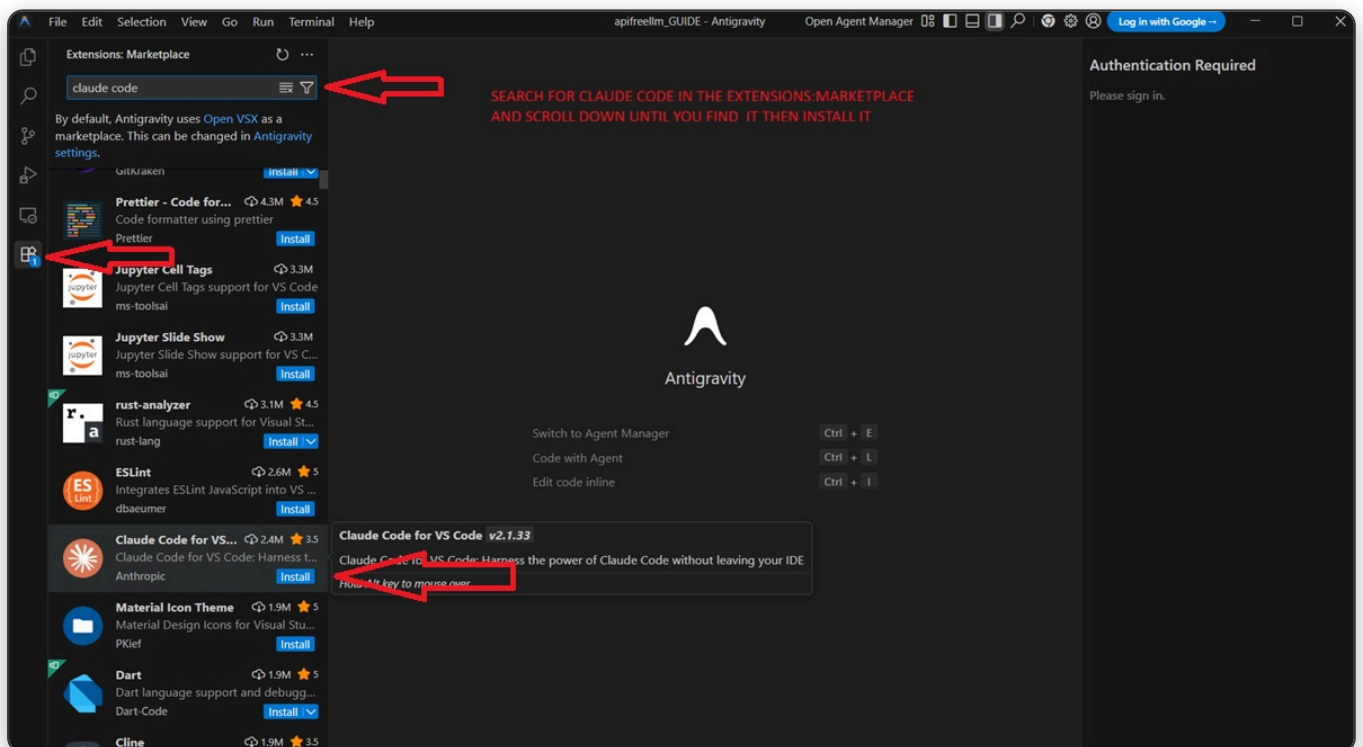 File Edit Selection View Go Run Terminal Help
apifreellm_GUIDE - Antigravity
Open Agent Manager
Log in with Google →
Extensions: Marketplace
claude code
By default, Antigravity uses Open VSX as a
marketplace. This can be changed in Antigravity
settings.
GitKraken
Install
Prettier - Code for... 4.3M 4.5
Code formatter using prettier
Prettier
Install
1
Jupyter Cell Tags 3.3M
Jupyter Cell Tags support for VS Code
ms-toolsai
Install
jupyter
Jupyter Slide Show 3.3M
Jupyter Slide Show support for VS C...
ms-toolsai
Install
jupyter
rust-analyzer 3.1M 4.5
Rust language support for Visual St...
rust-lang
Install
r.a
ESLint 2.6M 5
Integrates ESLint JavaScript into VS ...
dbaeumer
Install
ES
Lint
Claude Code for VS... 2.4M 3.5
Claude Code for VS Code: Harness t...
Anthropic
Install
Material Icon Theme 1.9M 5
Material Design Icons for Visual Stu...
PKief
Install
Dart 1.9M 5
Dart language support and debugg...
Dart-Code
Install
Cline 1.9M 3.5
SEARCH FOR CLAUDE CODE IN THE EXTENSIONS:MARKETPLACE
AND SCROLL DOWN UNTIL YOU FIND IT THEN INSTALL IT
Antigravity
Switch to Agent Manager Ctrl + E
Code with Agent Ctrl + L
Edit code inline Ctrl + I
Claude Code for VS Code v2.1.33
Claude Code for VS Code: Harness the power of Claude Code without leaving your IDE
Hold Alt key to mouse over
Authentication Required
Please sign in.